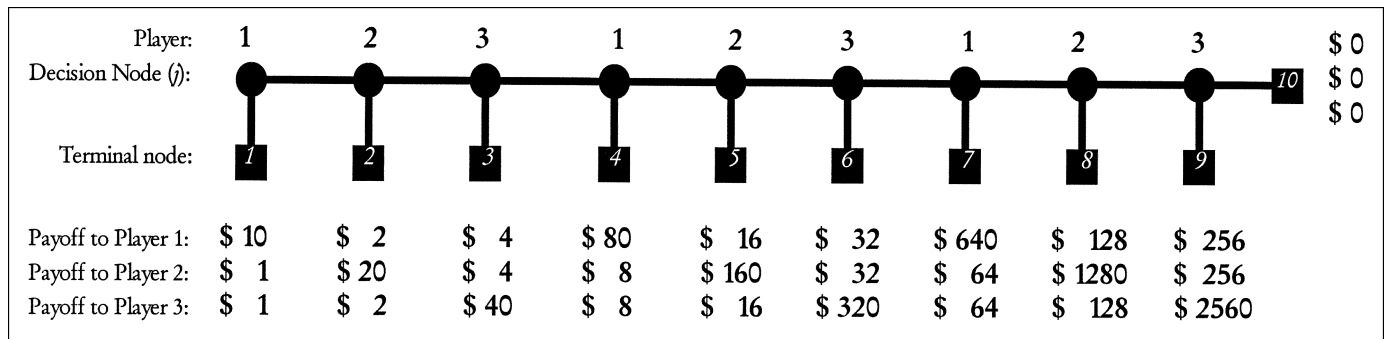 Player: 1 2 3 1 2 3 1 2 3 $ 0
Decision Node (j): 10 $ 0
$ 0
Terminal node: 1 2 3 4 5 6 7 8 9
Payoff to Player 1: $ 10 $ 2 $ 4 $ 80 $ 16 $ 32 $ 640 $ 128 $ 256
Payoff to Player 2: $ 1 $ 20 $ 4 $ 8 $ 160 $ 32 $ 64 $ 1280 $ 256
Payoff to Player 3: $ 1 $ 2 $ 40 $ 8 $ 16 $ 320 $ 64 $ 128 $ 2560